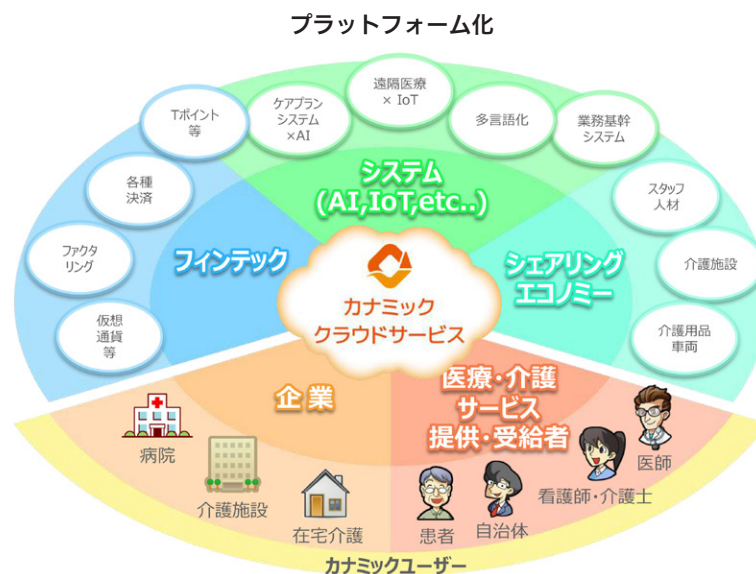 プラットフォーム化
Tポイント
等
ケアプラン
システム
×AI
遠隔医療
× IoT
多言語化
業務基幹
システム
各種
決済
スタッフ
人材
ファクタ
リング
介護施設
仮想
通貨
等
介護用品
車両
システム
(AI,IoT,etc..)
フィンテック
シェアリング
エコノミー
カナミック
クラウドサービス
企業
医療・介護
サービス
提供・受給者
病院
介護施設
在宅介護
患者
自治体
看護師・介護士
医師
カナミックユーザー